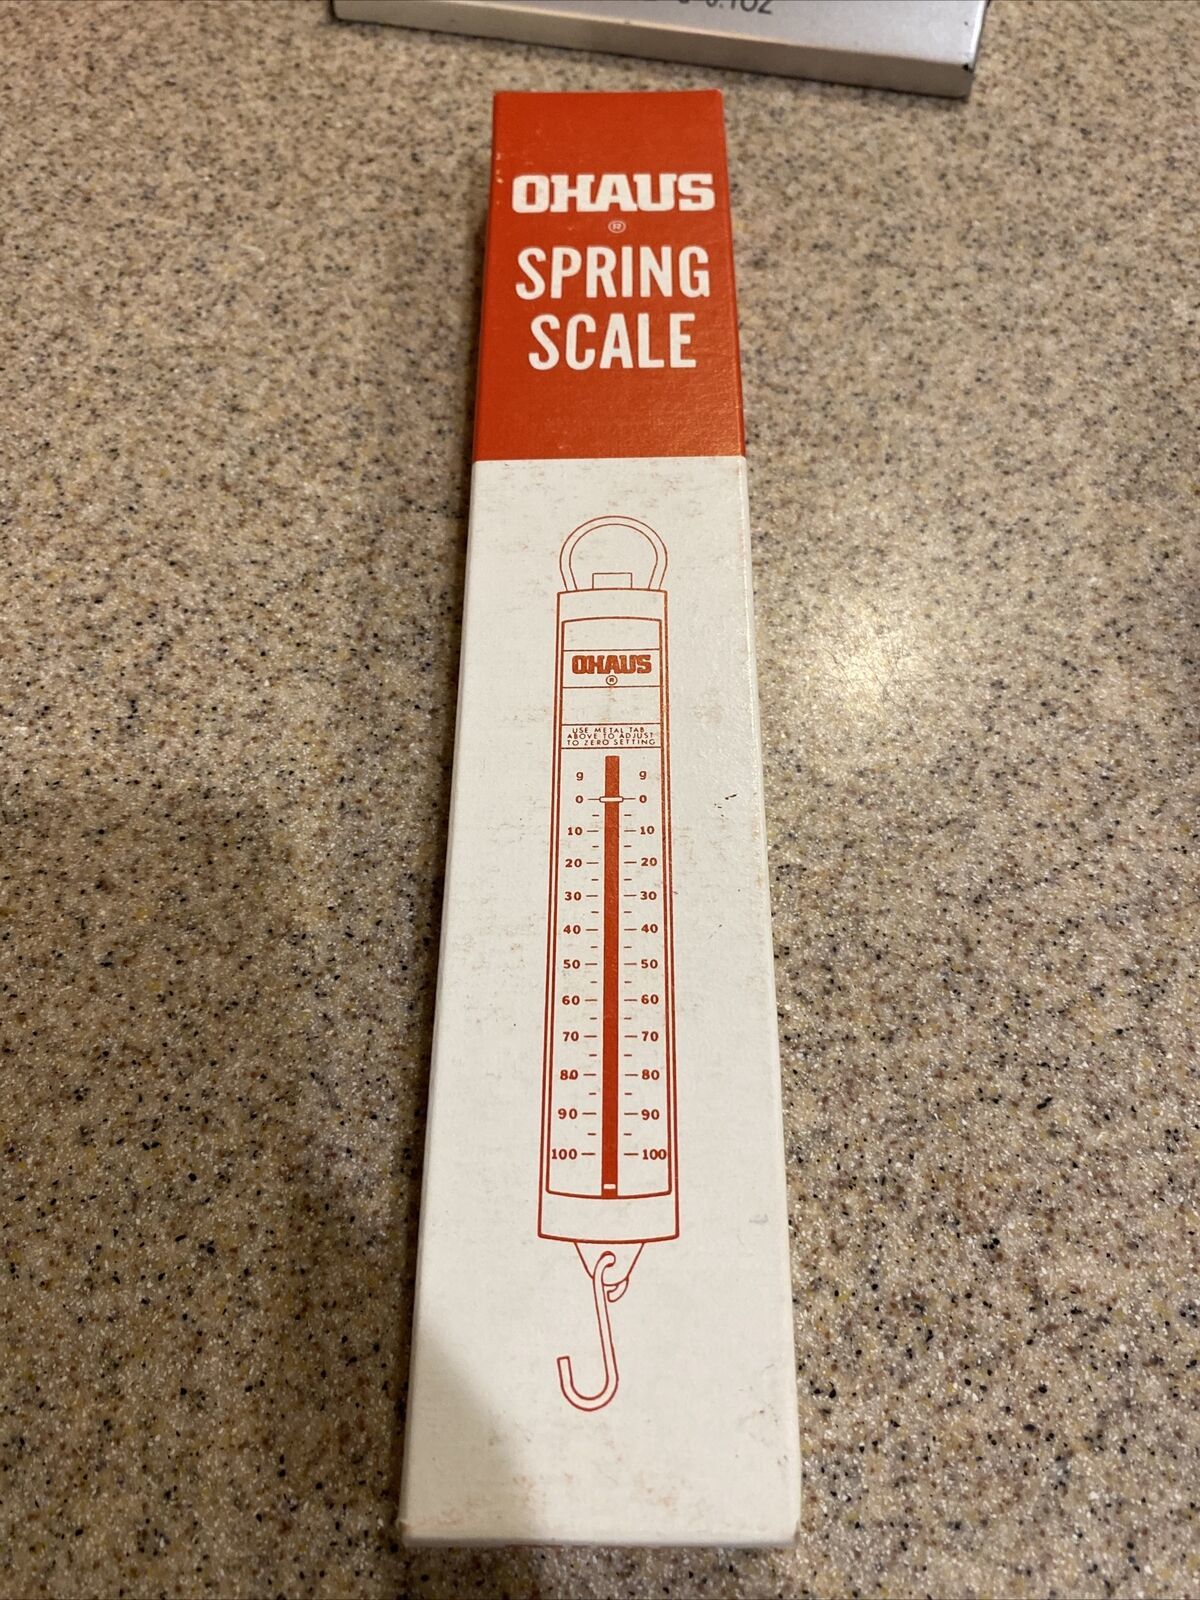 OHAUS
®
SPRING
SCALE
OHAUS
®
USE METAL TAB
ABOVE TO ADJUST
TO ZERO SETTING
g g
0 0
10 10
20 20
30 30
40 40
50 50
60 60
70 70
80 80
90 90
100 100